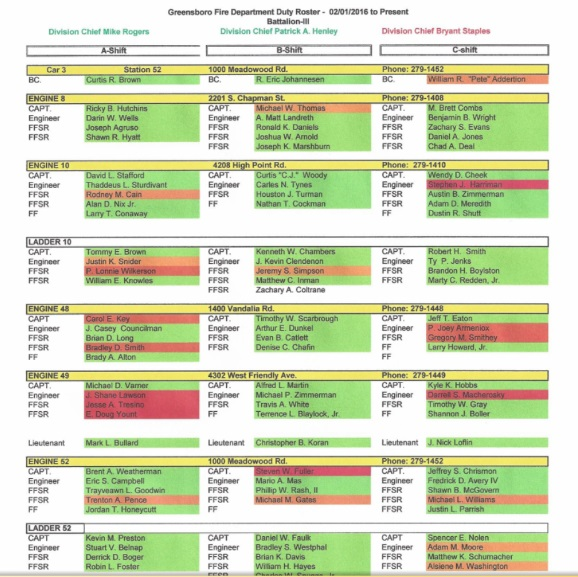 Greensboro Fire Department Duty Roster - 02/01/2016 to Present
Battalion-III
Division Chief Mike Rogers Division Chief Patrick A. Henley Division Chief Bryant Staples
A-Shift B-Shift C-shift
Car 3 Station 52 1000 Meadowood Rd. Phone: 279-1452
BC. Curtis R. Brown BC. R. Eric Johannesen BC. William R. "Pete" Addertion
ENGINE 8 2201 S. Chapman St. Phone: 279-1408
CAPT. Ricky B. Hutchins CAPT. Michael W. Thomas CAPT. M. Brett Combs
Engineer Darin W. Wells Engineer A. Matt Landreth Engineer Benjamin B. Wright
FFSR Joseph Agruso FFSR Ronald K. Daniels FFSR Zachary S. Evans
FFSR Shawn R. Hyatt FFSR Joshua W. Arnold FFSR Daniel A. Jones
FFSR Joseph K. Marshburn FFSR Chad A. Deal
ENGINE 10 4208 High Point Rd. Phone: 279-1410
CAPT. David L. Stafford CAPT. Curtis "C.J." Woody CAPT. Wendy D. Cheek
Engineer Thaddeus L. Sturdivant Engineer Carles N. Tynes Engineer Stephen J. Harriman
FFSR Rodney M. Cain FFSR Houston J. Turman FFSR Austin B. Zimmerman
FFSR Alan D. Nix Jr. FF Nathan T. Cockman FFSR Adam D. Meredith
FF Larry T. Conaway FF Dustin R. Shutt
LADDER 10
CAPT. Tommy E. Brown CAPT. Kenneth W. Chambers CAPT. Robert H. Smith
Engineer Justin K. Snider Engineer J. Kevin Clendenon Engineer Ty P. Jenks
FFSR P. Lonnie Wilkerson FFSR Jeremy S. Simpson FFSR Brandon H. Boylston
FFSR William E. Knowles FFSR Matthew C. Inman FFSR Marty C. Redden, Jr.
FFSR Zachary A. Coltrane
ENGINE 48 1400 Vandalia Rd. Phone: 279-1448
CAPT Carol E. Key CAPT. Timothy W. Scarbrough CAPT Jeff T. Eaton
Engineer J. Casey Councilman Engineer Arthur E. Dunkel Engineer P. Joey Armeniox
FFSR Brian D. Long FFSR Evan B. Catlett FFSR Gregory M. Smithey
FFSR Bradley D. Smith FFSR Denise C. Chafin FF Larry Howerd, Jr.
FF Brady A. Alton FF
ENGINE 49 4302 West Friendly Ave. Phone: 279-1449
CAPT. Michael D. Varner CAPT. Alfred L. Martin CAPT. Kyle K. Hobbs
Engineer J. Shane Lawson Engineer Michael P. Zimmerman Engineer Darrell S. Macherosky
FFSR Jesse A. Tresins FFSR Travis A. White FFSR Timothy W. Gray
FFSR E. Doug Yount FF Terrence L. Blaylock, Jr. FF Shannon J. Boller
Lieutenant Mark L. Bullard Lieutenant Christopher B. Koran Lieutenant J. Nick Loflin
ENGINE 52 1000 Meadowood Rd. Phone: 279-1452
CAPT. Brent A. Weatherman CAPT. Steven W. Fuller CAPT. Jeffrey S. Chrismon
Engineer Eric S. Campbell Engineer Mario A. Mas Engineer Fredrick D. Avery IV
FFSR Trayveawn L. Goodwin FFSR Phillip W. Rash, II FFSR Shawn B. McGovern
FFSR Trenton A. Pence FFSR Michael M. Gates FFSR Michael L. Williams
FF Jordan T. Honeycutt FF FFSR Justin L. Parrish
LADDER 52
CAPT Kevin M. Preston CAPT Daniel W. Faulk CAPT Spencer E. Nolen
Engineer Stuart V. Belnap Engineer Bradley S. Westphal Engineer Adam M. Moore
FFSR Derrick D. Boger FFSR Brian K. Davis FFSR Matthew K. Schumacher
FFSR Robin L. Foster FFSR William H. Hayes FFSR Alsiene M. Washington